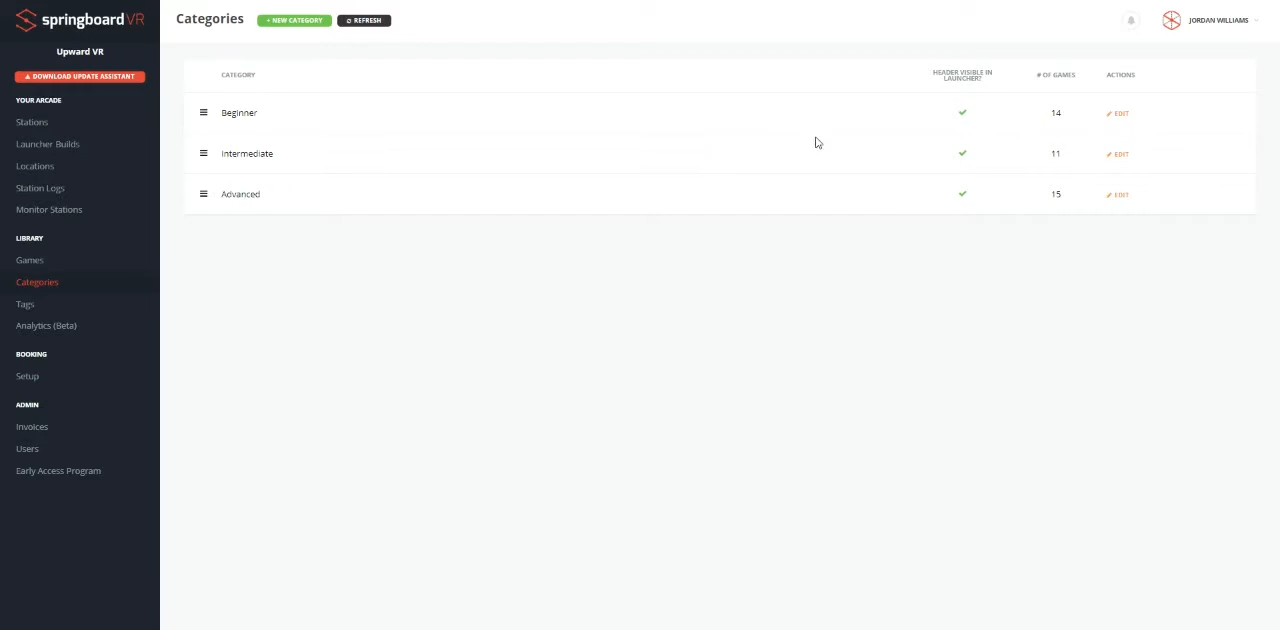 springboardVR
Upward VR
DOWNLOAD UPDATE ASSISTANT
YOUR ARCADE
Stations
Launcher Builds
Locations
Station Logs
Monitor Stations
LIBRARY
Games
Categories
Tags
Analytics (Beta)
BOOKING
Setup
ADMIN
Invoices
Users
Early Access Program
Categories
+ NEW CATEGORY
REFRESH
JORDAN WILLIAMS
CATEGORY
HEADER VISIBLE IN
LAUNCHER?
# OF GAMES
ACTIONS
Beginner
14
EDIT
Intermediate
11
EDIT
Advanced
15
EDIT